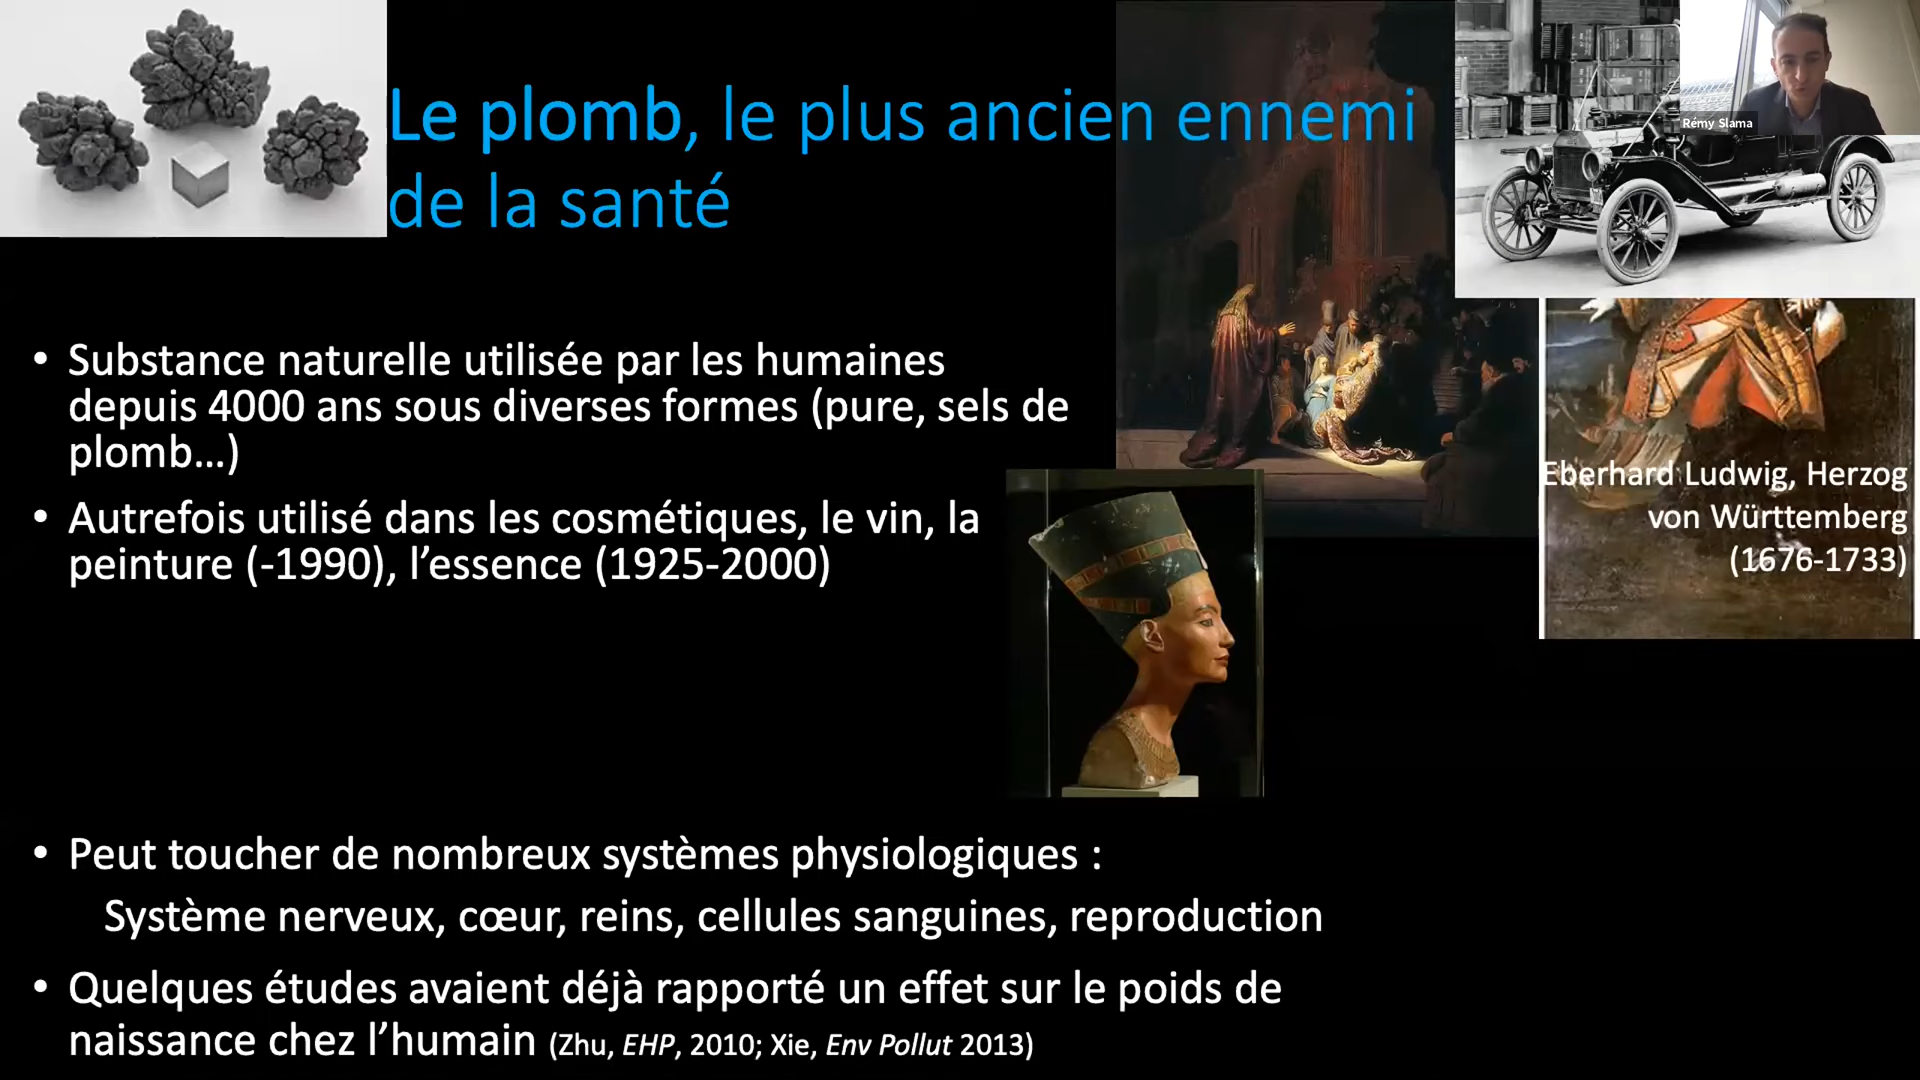 Le plomb, le plus ancien ennemi
de la santé
Rémy Slama
• Substance naturelle utilisée par les humaines
depuis 4000 ans sous diverses formes (pure, sels de
plomb…)
• Autrefois utilisé dans les cosmétiques, le vin, la
peinture (-1990), l’essence (1925-2000)
Eberhard Ludwig, Herzog
von Württemberg
(1676-1733)
• Peut toucher de nombreux systèmes physiologiques :
Système nerveux, cœur, reins, cellules sanguines, reproduction
• Quelques études avaient déjà rapporté un effet sur le poids de
naissance chez l’humain (Zhu, EHP, 2010; Xie, Env Pollut 2013)